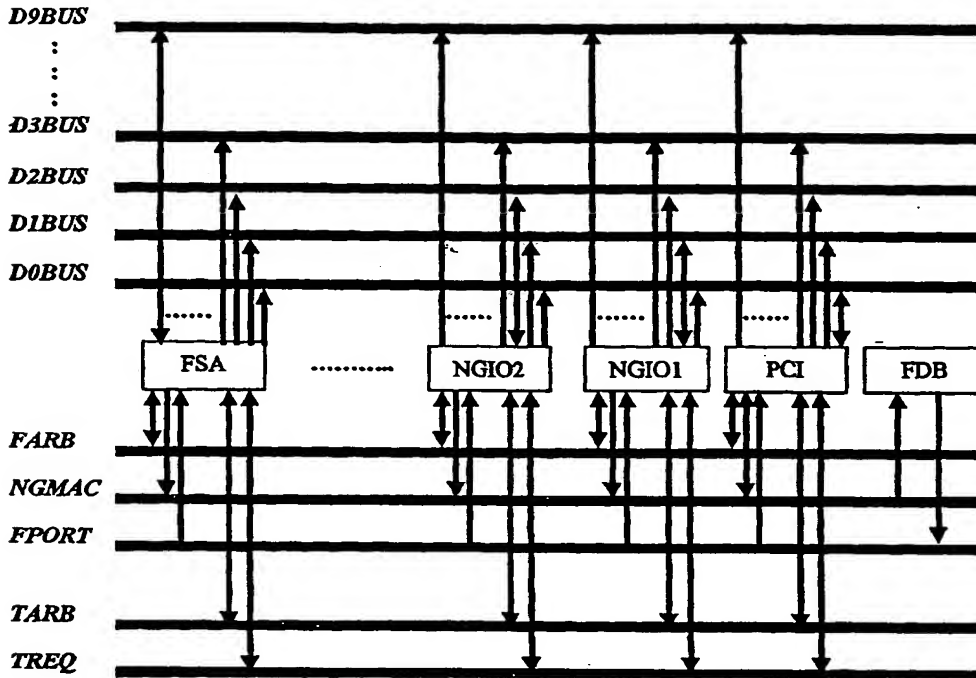 D9BUS
D3BUS
D2BUS
D1BUS
D0BUS
FSA
NGIO2
NGIO1
PCI
FDB
FARB
NGMAC
FPORT
TARB
TREQ